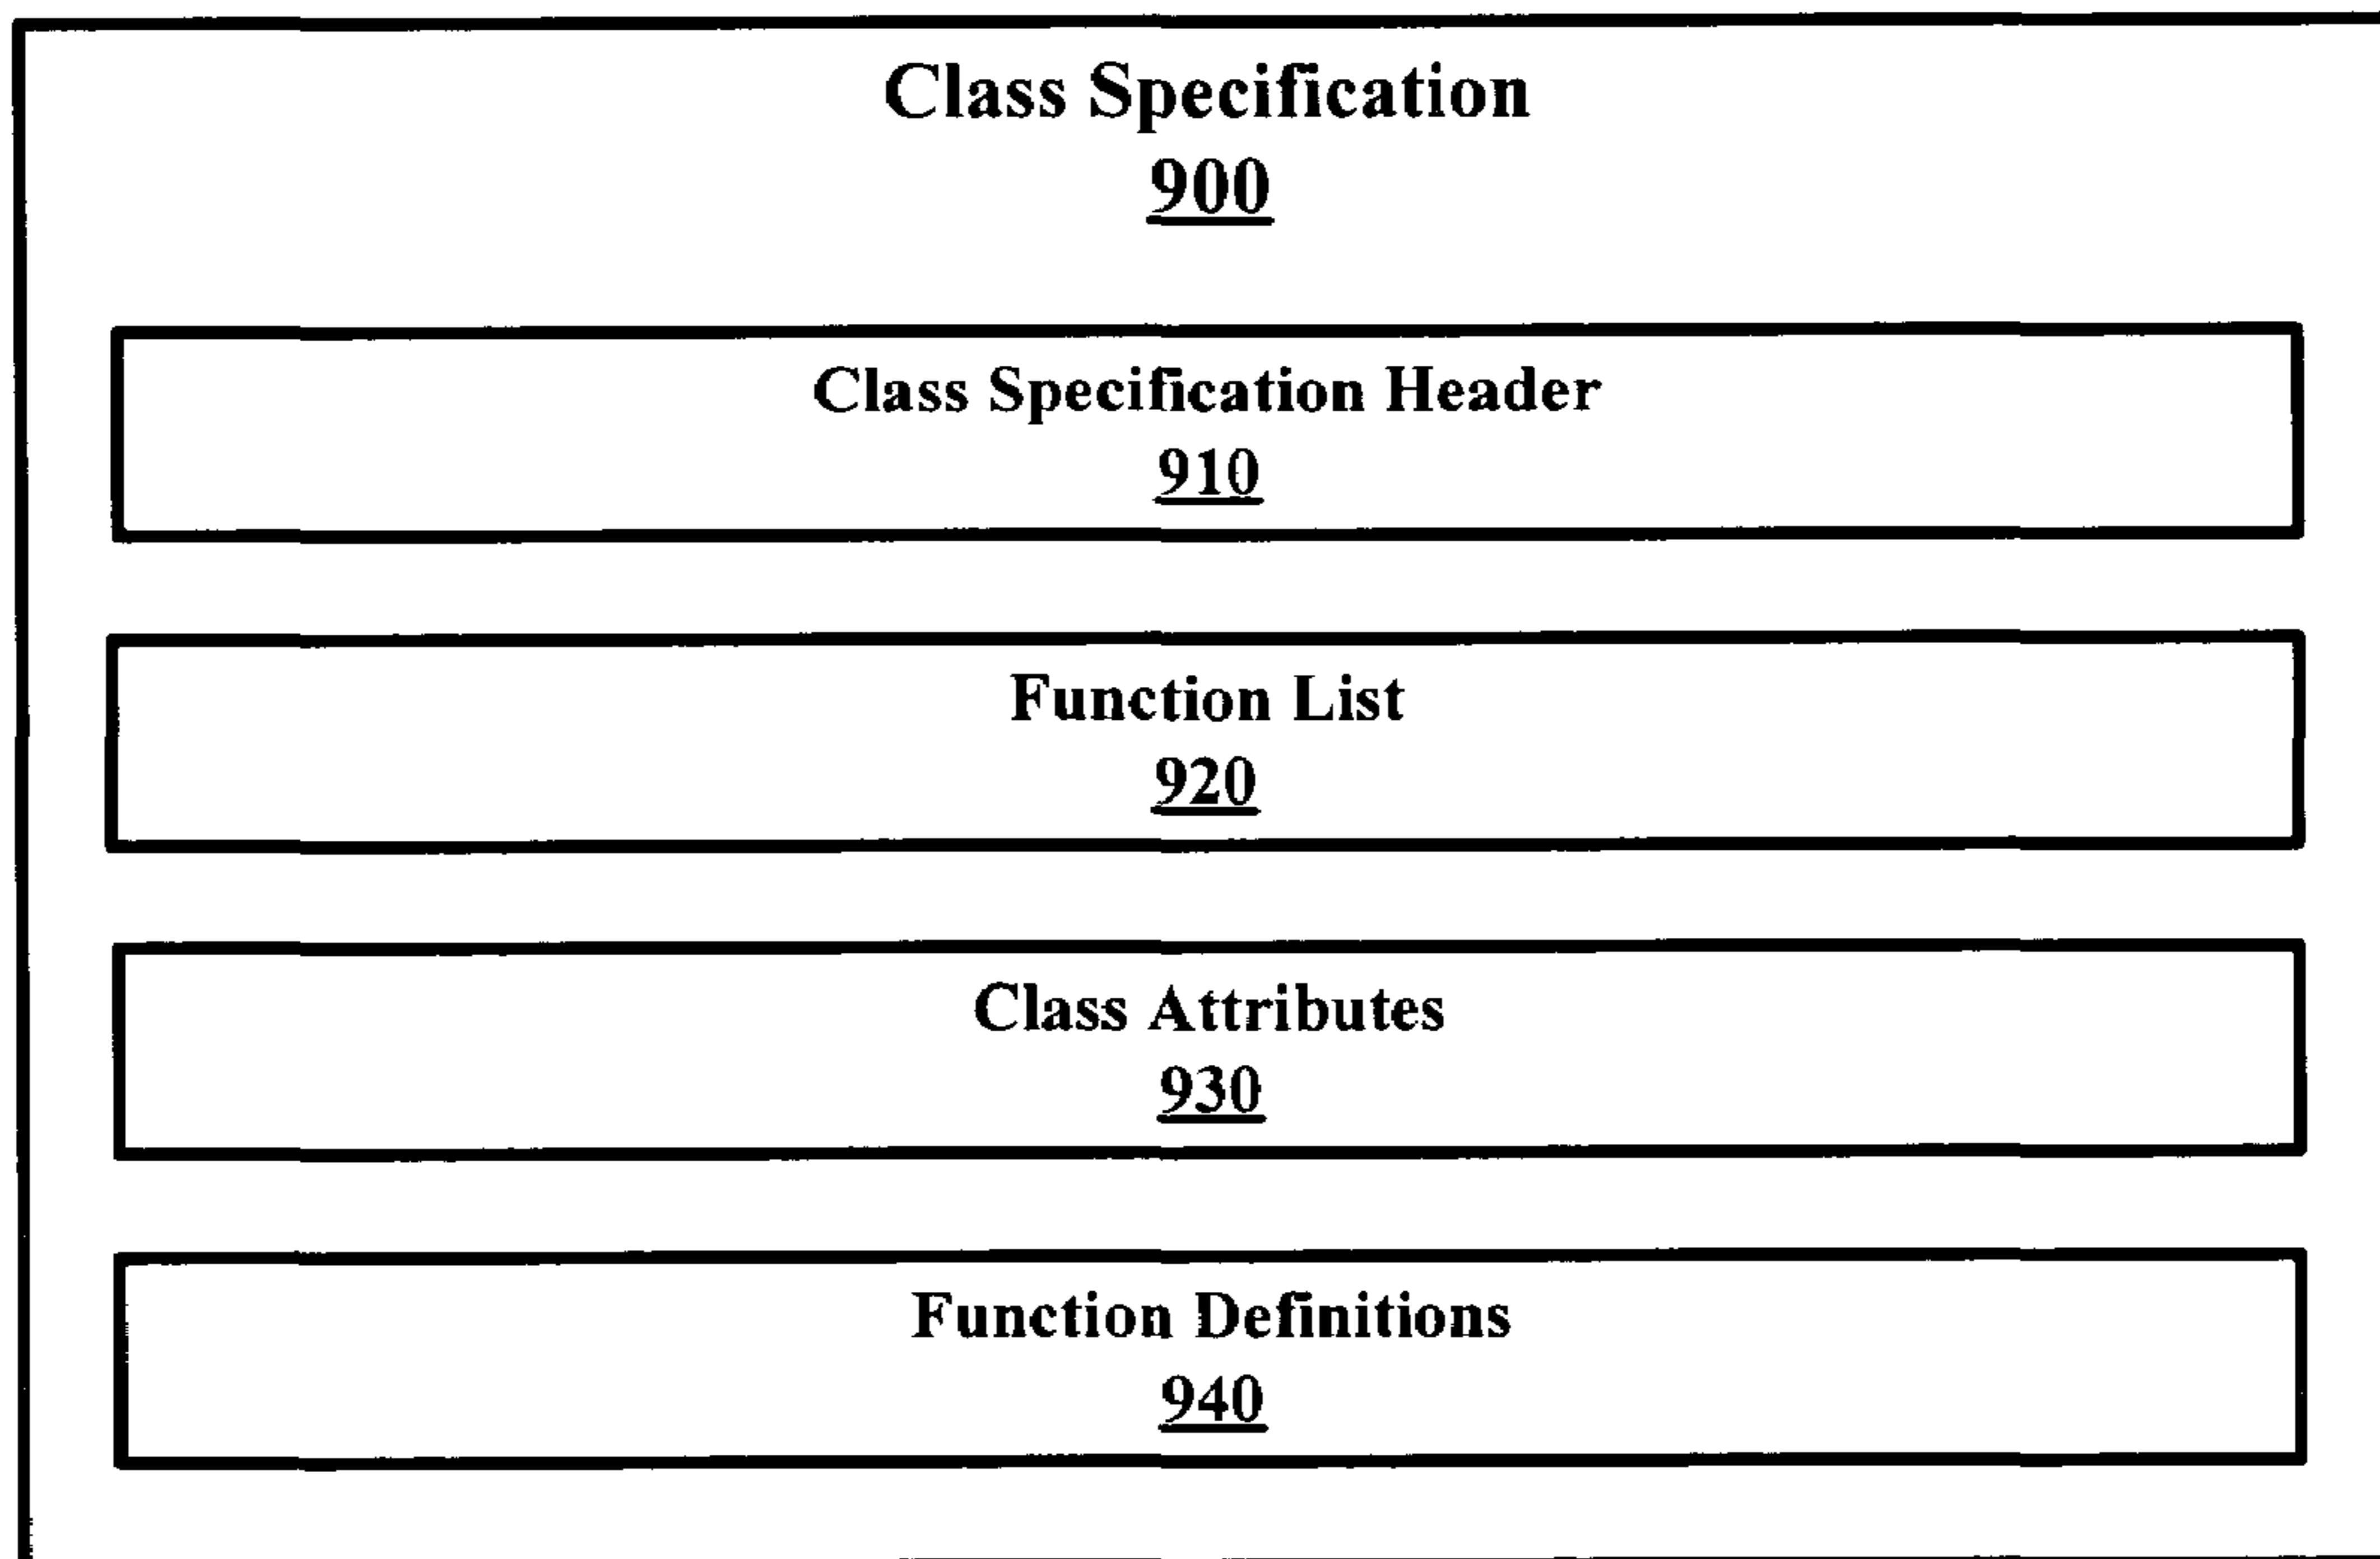 Class Specification
900
Class Specification Header
910
Function List
920
Class Attributes
930
Function Definitions
940